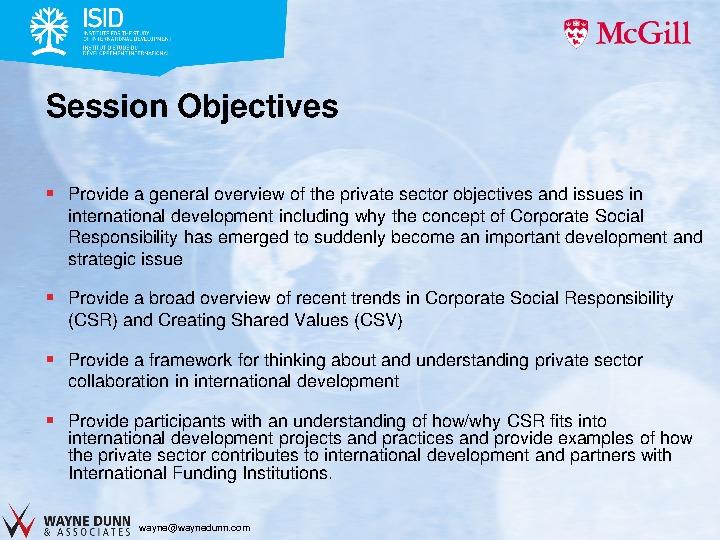 ISID
INSTITUTE FOR THE STUDY
OF INTERNATIONAL DEVELOPMENT
INSTITUT D'ÉTUDE DU
DÉVELOPPEMENT INTERNATIONAL
McGill
Session Objectives
Provide a general overview of the private sector objectives and issues in
international development including why the concept of Corporate Social
Responsibility has emerged to suddenly become an important development and
strategic issue
Provide a broad overview of recent trends in Corporate Social Responsibility
(CSR) and Creating Shared Values (CSV)
Provide a framework for thinking about and understanding private sector
collaboration in international development
Provide participants with an understanding of how/why CSR fits into
international development projects and practices and provide examples of how
the private sector contributes to international development and partners with
International Funding Institutions.
WAYNE DUNN
& ASSOCIATES
wayne@waynedunn.com